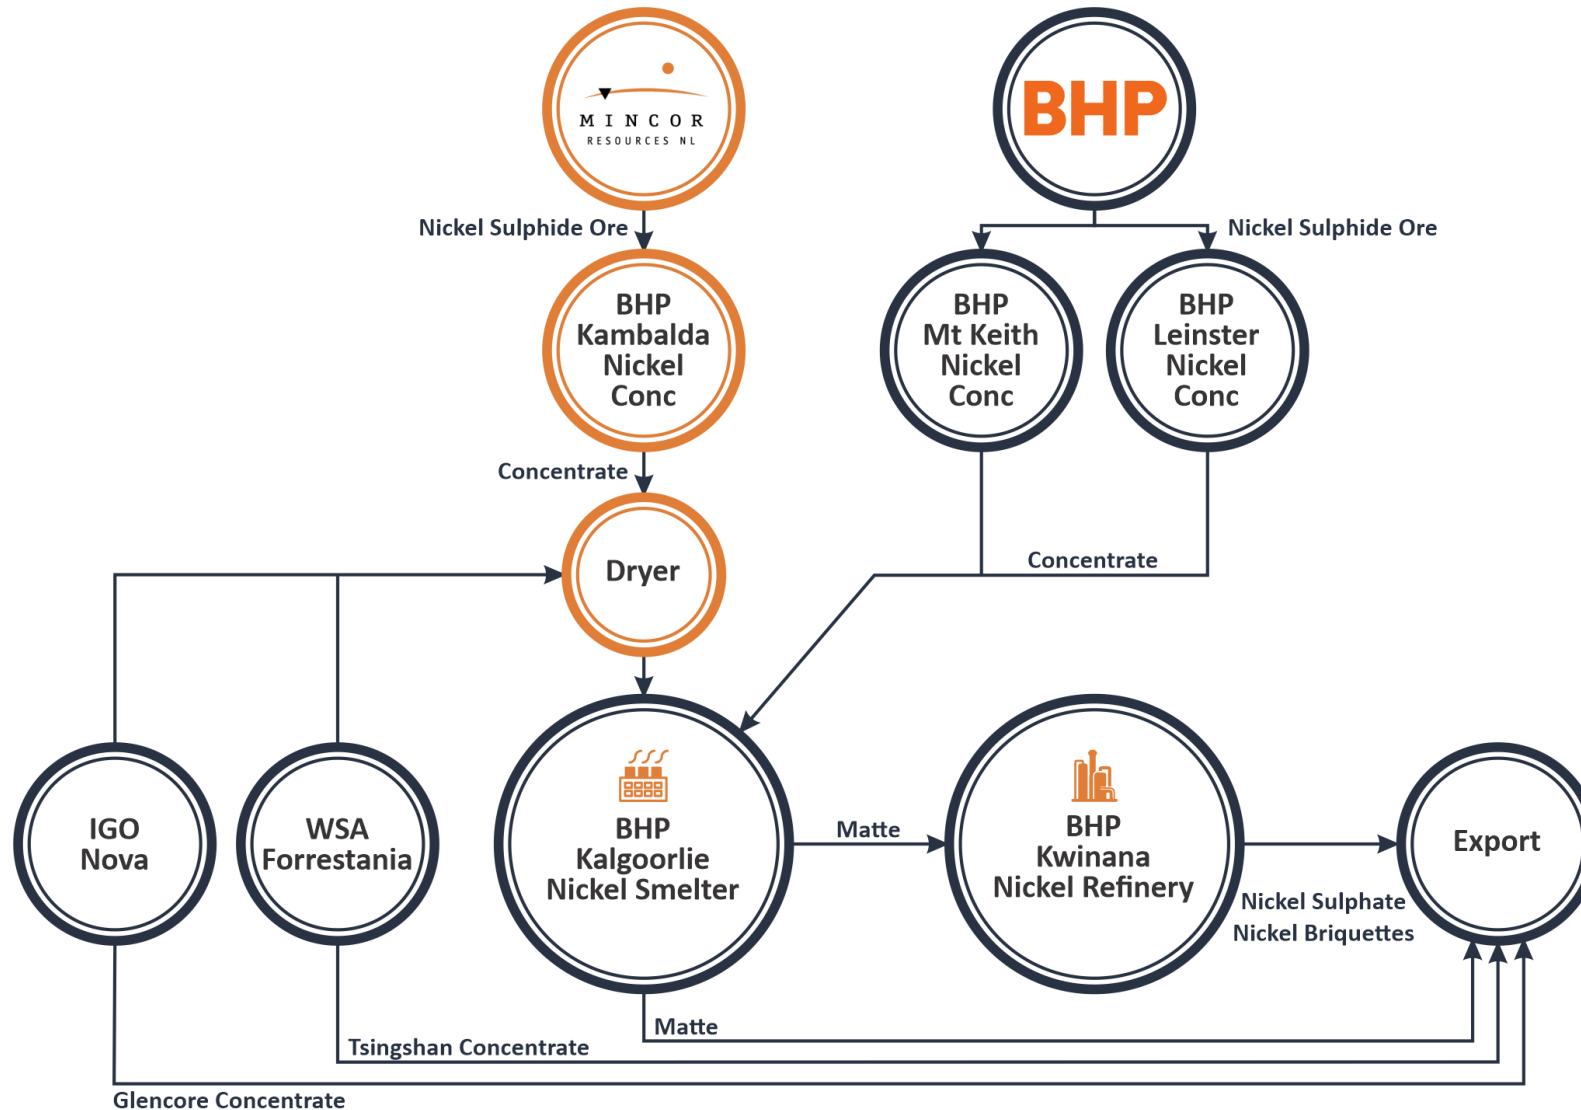 MINCOR
RESOURCES NL
BHP
Nickel Sulphide Ore
Nickel Sulphide Ore
BHP
Kambalda
Nickel
Conc
BHP
Mt Keith
Nickel
Conc
BHP
Leinster
Nickel
Conc
Concentrate
Concentrate
Dryer
IGO
Nova
WSA
Forrestania
BHP
Kalgoorlie
Nickel Smelter
Matte
BHP
Kwinana
Nickel Refinery
Export
Nickel Sulphate
Nickel Briquettes
Matte
Tsingshan Concentrate
Glencore Concentrate